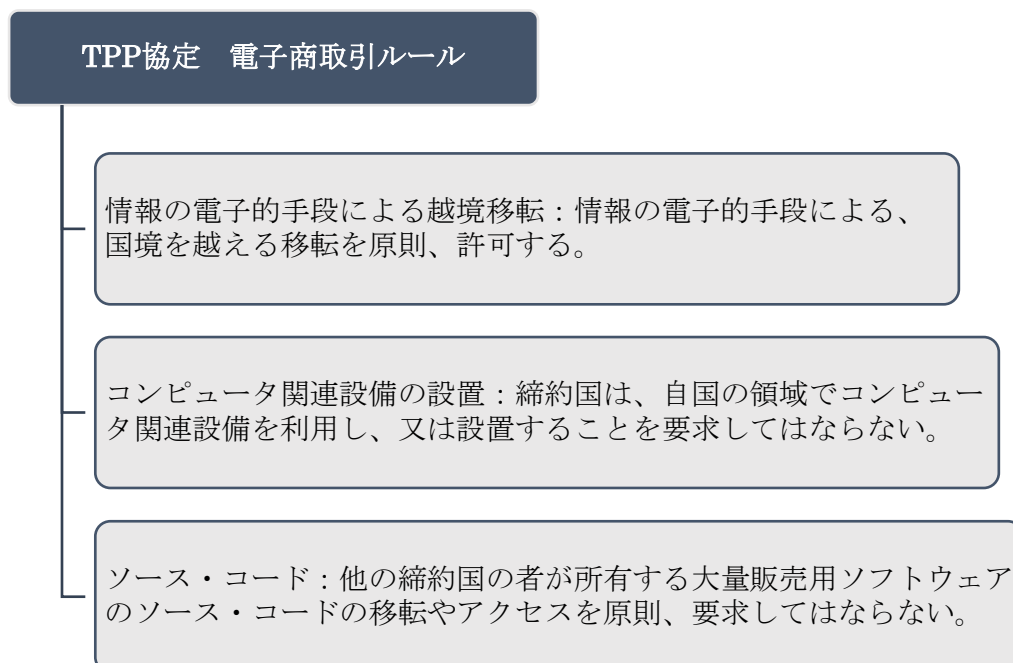 TPP協定　電子商取引ルール
情報の電子的手段による越境移転：情報の電子的手段による、
国境を越える移転を原則、許可する。
コンピュータ関連設備の設置：締約国は、自国の領域でコンピュー
タ関連設備を利用し、又は設置することを要求してはならない。
ソース・コード：他の締約国の者が所有する大量販売用ソフトウェア
のソース・コードの移転やアクセスを原則、要求してはならない。